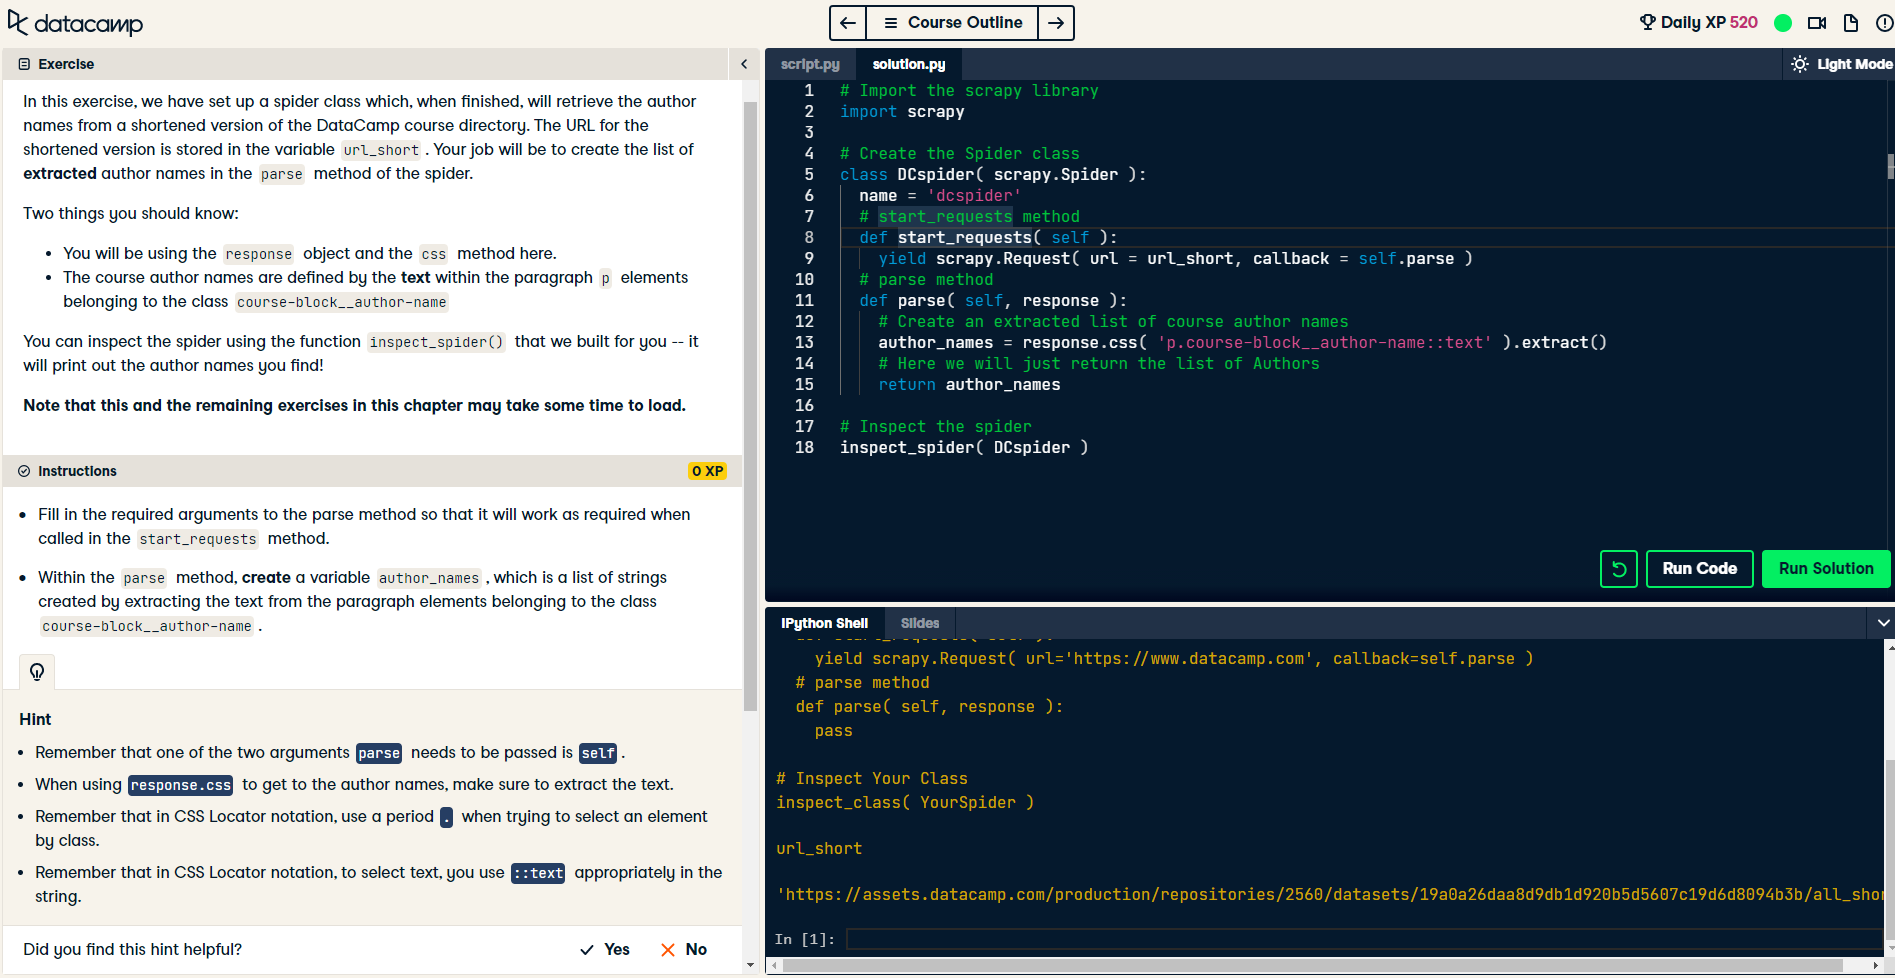 datacamp
Course Outline
Daily XP 520
Exercise
In this exercise, we have set up a spider class which, when finished, will retrieve the author
names from a shortened version of the DataCamp course directory. The URL for the
shortened version is stored in the variable url_short . Your job will be to create the list of
extracted author names in the parse method of the spider.
Two things you should know:
• You will be using the response object and the css method here.
• The course author names are defined by the text within the paragraph p elements
belonging to the class course-block__author-name
You can inspect the spider using the function inspect_spider() that we built for you -- it
will print out the author names you find!
Note that this and the remaining exercises in this chapter may take some time to load.
Instructions
0 XP
• Fill in the required arguments to the parse method so that it will work as required when
called in the start_requests method.
• Within the parse method, create a variable author_names , which is a list of strings
created by extracting the text from the paragraph elements belonging to the class
course-block__author-name .
Hint
• Remember that one of the two arguments parse needs to be passed is self .
• When using response.css to get to the author names, make sure to extract the text.
• Remember that in CSS Locator notation, use a period . when trying to select an element
by class.
• Remember that in CSS Locator notation, to select text, you use ::text appropriately in the
string.
Did you find this hint helpful?
Yes
No
script.py
solution.py
Light Mode
1 # Import the scrapy library
2 import scrapy
3
4 # Create the Spider class
5 class DCspider( scrapy.Spider ):
6 name = 'dcspider'
7 # start_requests method
8 def start_requests( self ):
9 yield scrapy.Request( url = url_short, callback = self.parse )
10 # parse method
11 def parse( self, response ):
12 # Create an extracted list of course author names
13 author_names = response.css( 'p.course-block__author-name::text' ).extract()
14 # Here we will just return the list of Authors
15 return author_names
16
17 # Inspect the spider
18 inspect_spider( DCspider )
Run Code
Run Solution
IPython Shell
Slides
def start_requests( self ):
yield scrapy.Request( url='https://www.datacamp.com', callback=self.parse )
# parse method
def parse( self, response ):
pass
# Inspect Your Class
inspect_class( YourSpider )
url_short
'https://assets.datacamp.com/production/repositories/2560/datasets/19a0a26daa8d9db1d920b5d5607c19d6d8094b3b/all_shor
In [1]: